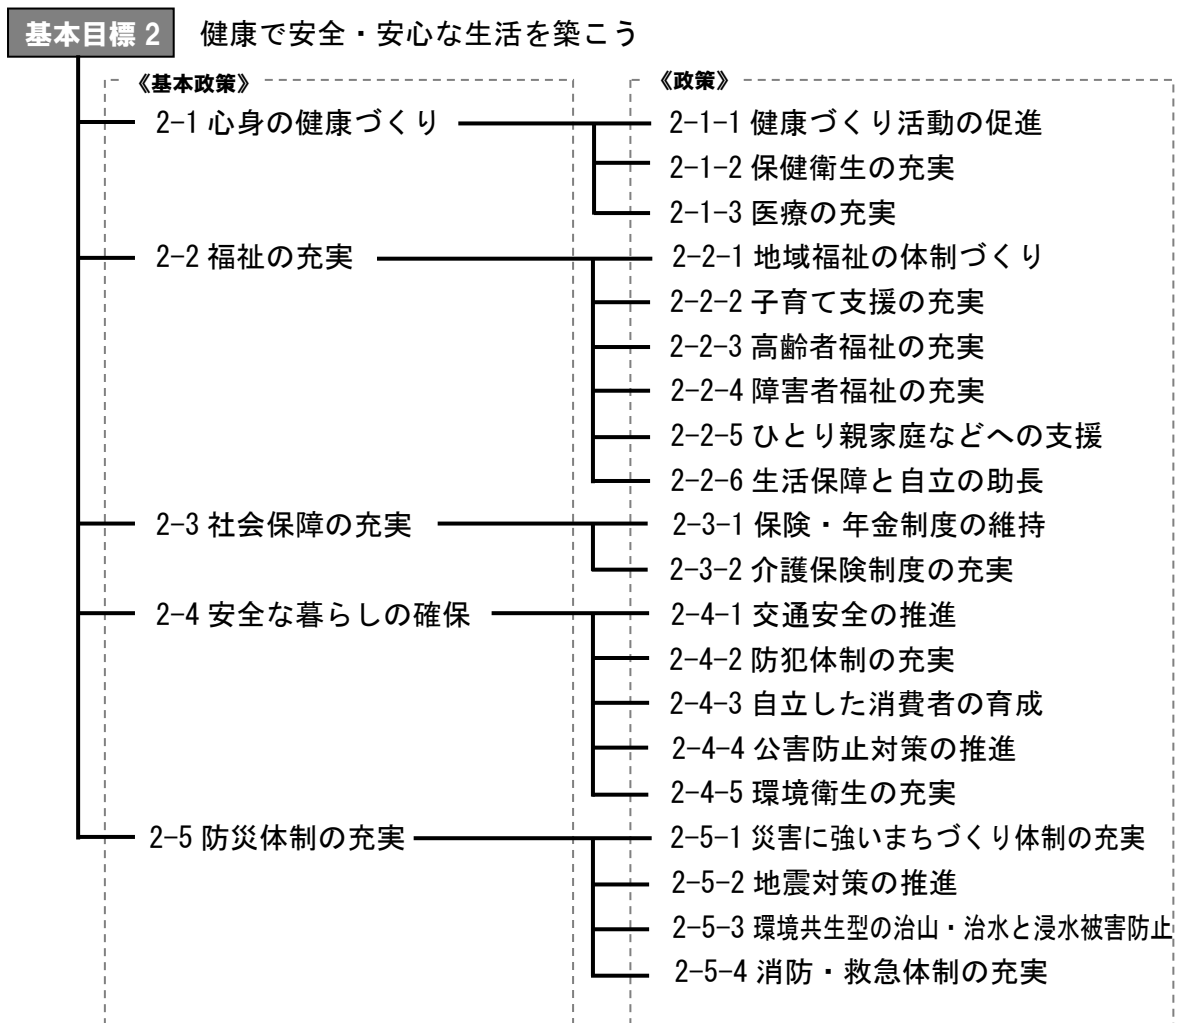 基本目標 2 健康で安全・安心な生活を築こう
《基本政策》 《政策》
2-1 心身の健康づくり 2-1-1 健康づくり活動の促進
2-1-2 保健衛生の充実
2-1-3 医療の充実
2-2 福祉の充実 2-2-1 地域福祉の体制づくり
2-2-2 子育て支援の充実
2-2-3 高齢者福祉の充実
2-2-4 障害者福祉の充実
2-2-5 ひとり親家庭などへの支援
2-2-6 生活保障と自立の助長
2-3 社会保障の充実 2-3-1 保険・年金制度の維持
2-3-2 介護保険制度の充実
2-4 安全な暮らしの確保 2-4-1 交通安全の推進
2-4-2 防犯体制の充実
2-4-3 自立した消費者の育成
2-4-4 公害防止対策の推進
2-4-5 環境衛生の充実
2-5 防災体制の充実 2-5-1 災害に強いまちづくり体制の充実
2-5-2 地震対策の推進
2-5-3 環境共生型の治山・治水と浸水被害防止
2-5-4 消防・救急体制の充実